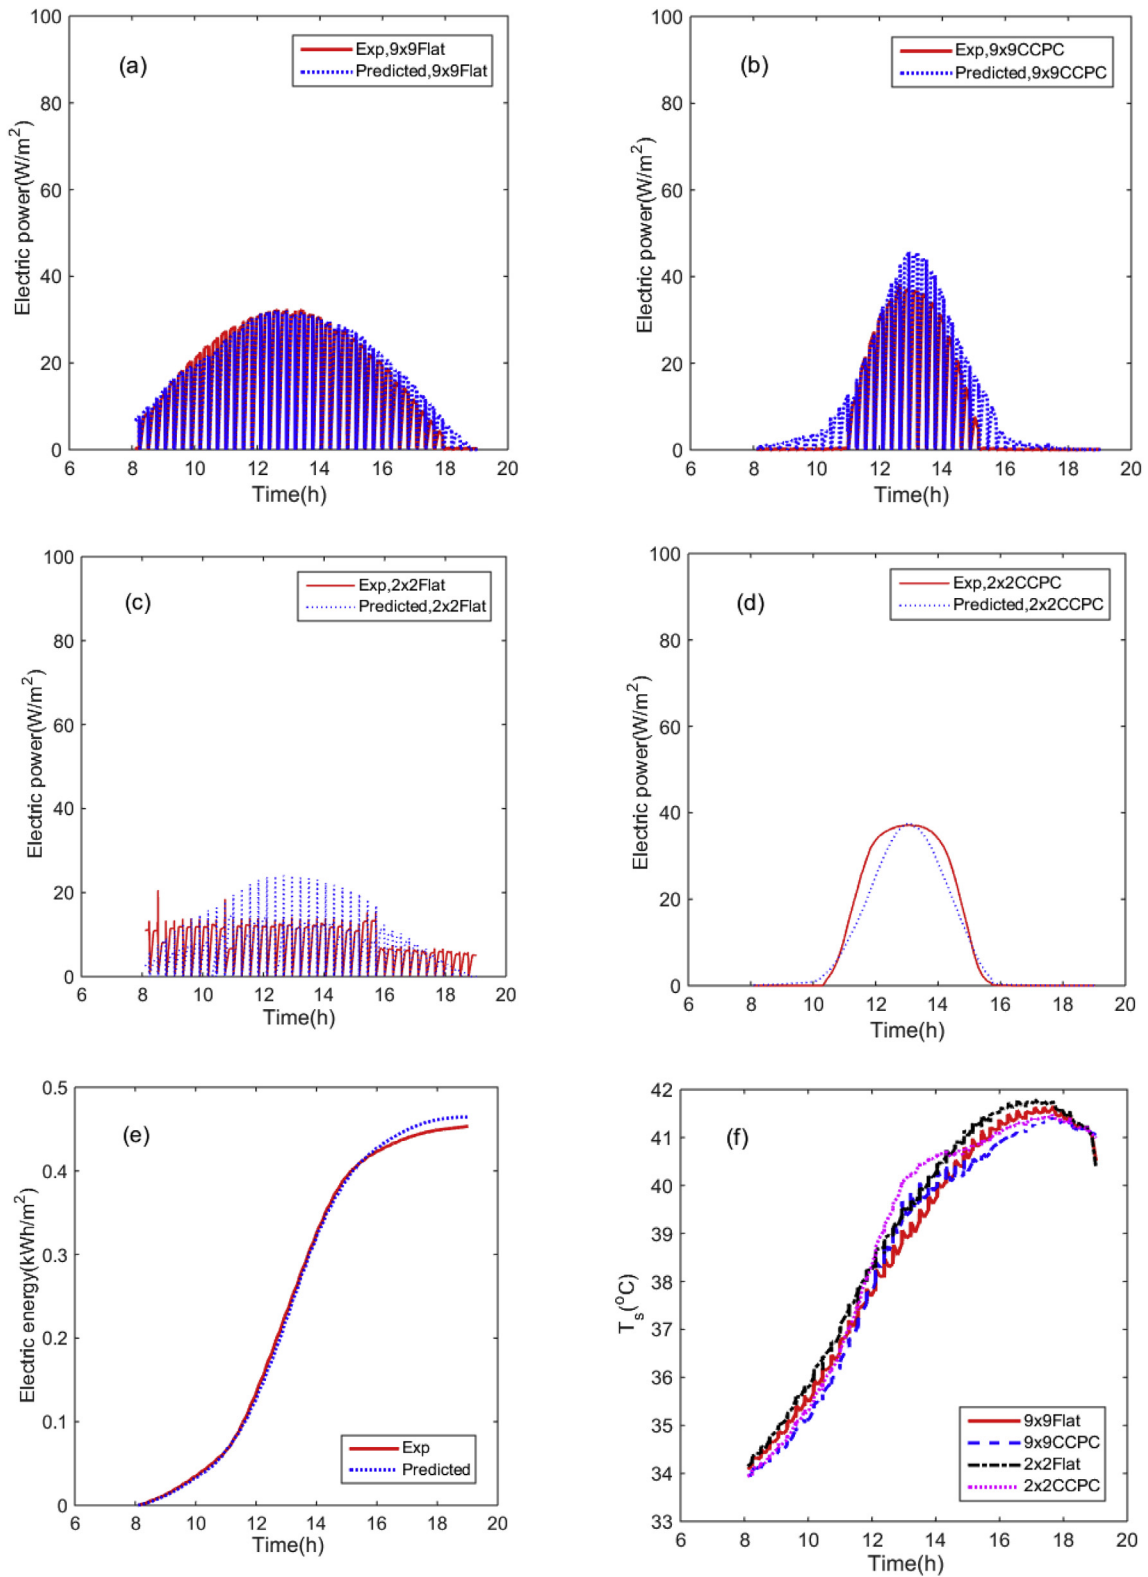 (a)
Exp,9x9Flat
Predicted,9x9Flat
Electric power(W/m²)
100
80
60
40
20
0
6 8 10 12 14 16 18 20
Time(h)
(b)
Exp,9x9CCPC
Predicted,9x9CCPC
Electric power(W/m²)
100
80
60
40
20
0
6 8 10 12 14 16 18 20
Time(h)
(c)
Exp,2x2Flat
Predicted,2x2Flat
Electric power(W/m²)
100
80
60
40
20
0
6 8 10 12 14 16 18 20
Time(h)
(d)
Exp,2x2CCPC
Predicted,2x2CCPC
Electric power(W/m²)
100
80
60
40
20
0
6 8 10 12 14 16 18 20
Time(h)
(e)
Electric energy(kWh/m²)
0.5
0.4
0.3
0.2
0.1
0
Exp
Predicted
6 8 10 12 14 16 18 20
Time(h)
(f)
Tₛ(°C)
42
41
40
39
38
37
36
35
34
33
9x9Flat
9x9CCPC
2x2Flat
2x2CCPC
6 8 10 12 14 16 18 20
Time(h)